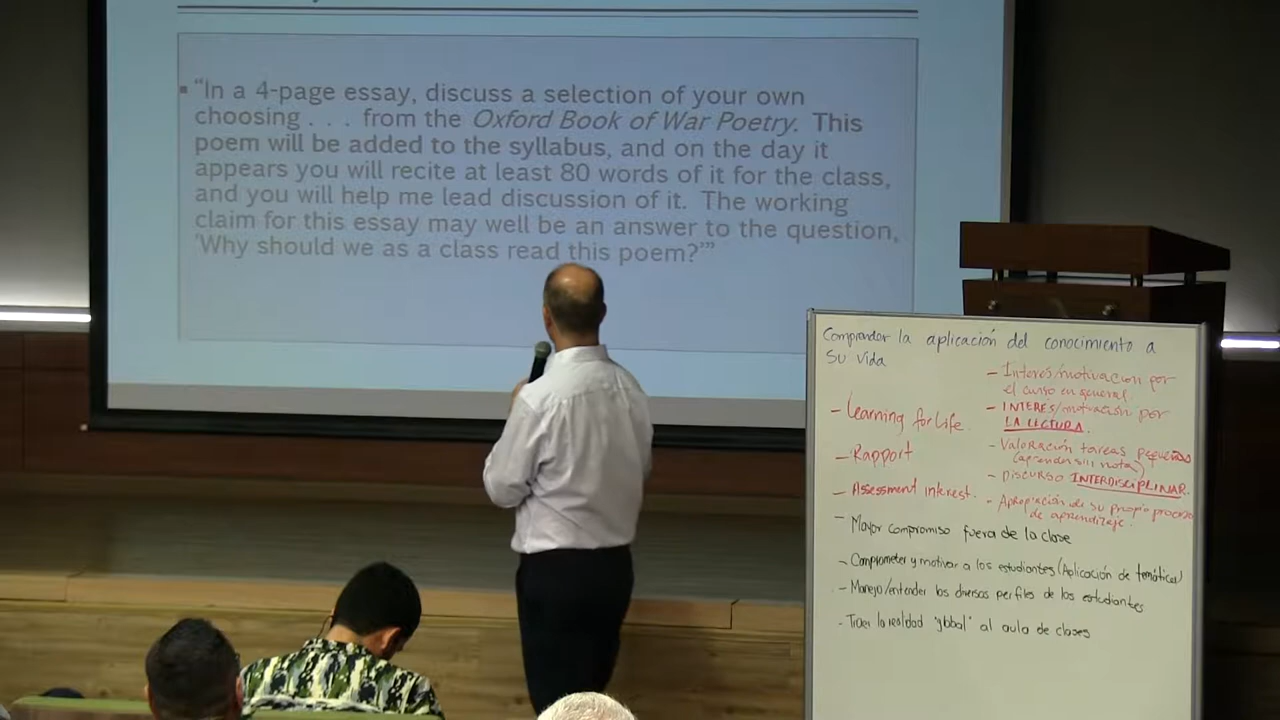 ▪ “In a 4-page essay, discuss a selection of your own
choosing . . . from the Oxford Book of War Poetry. This
poem will be added to the syllabus, and on the day it
appears you will recite at least 80 words of it for the class,
and you will help me lead discussion of it. The working
claim for this essay may well be an answer to the question,
‘Why should we as a class read this poem?’”
Comprender la aplicación del conocimiento a
su vida
- Learning for Life
- Rapport
- Assessment interest.
- Interes/motivacion por
el curso en general.
- INTERES/motivación por
LA LECTURA.
- Valoración tareas pequeñas
(aprender sin nota)
- DISCURSO INTERDISCIPLINAR.
- Apropiación de su propio proceso
de aprendizaje.
- Mayor compromiso fuera de la clase
- Comprometer y motivar a los estudiantes (Aplicación de temática)
- Manejo/entender los diversos perfiles de los estudiantes
- Traer la realidad "global" al aula de clases